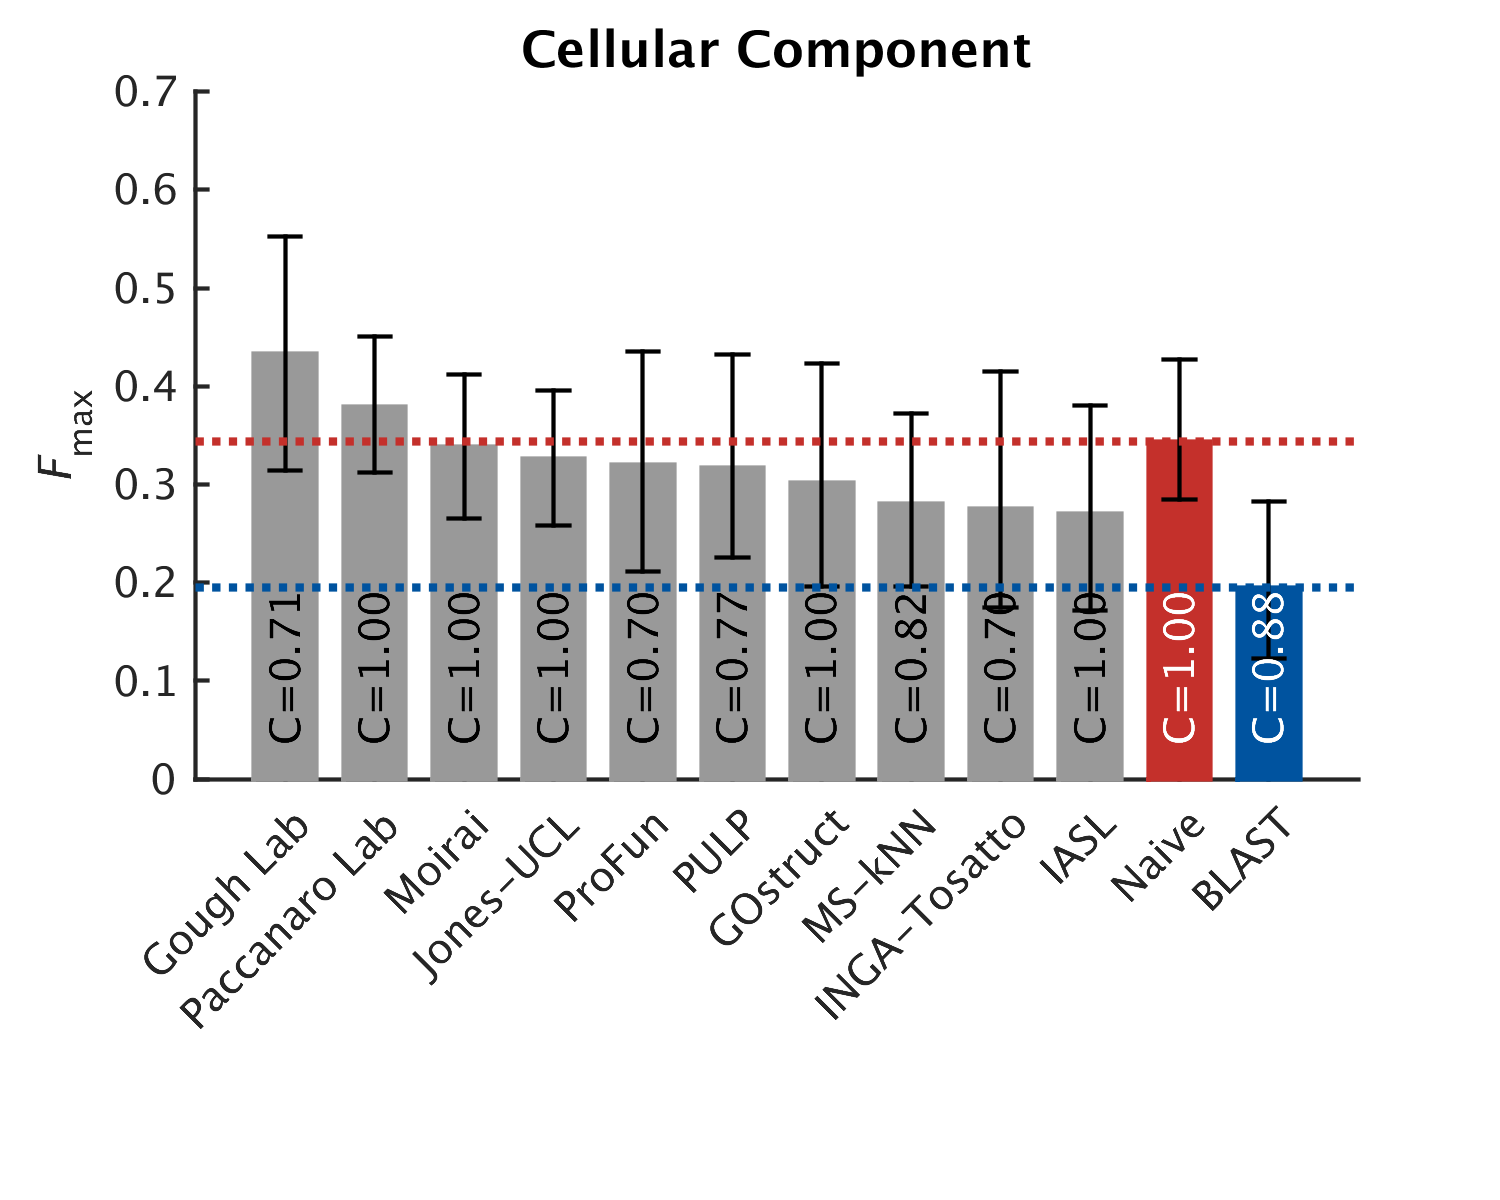 Cellular Component
0.7
0.6
0.5
0.4
0.3
0.2
0.1
0
Fmax
C=0.71
C=1.00
C=1.00
C=1.00
C=0.70
C=0.77
C=1.00
C=0.82
C=0.70
C=1.00
C=1.00
C=0.88
Gough Lab
Paccanaro Lab
Moirai
Jones-UCL
ProFun
PULP
GOstruct
MS-kNN
INGA-Tosatto
IASL
Naive
BLAST